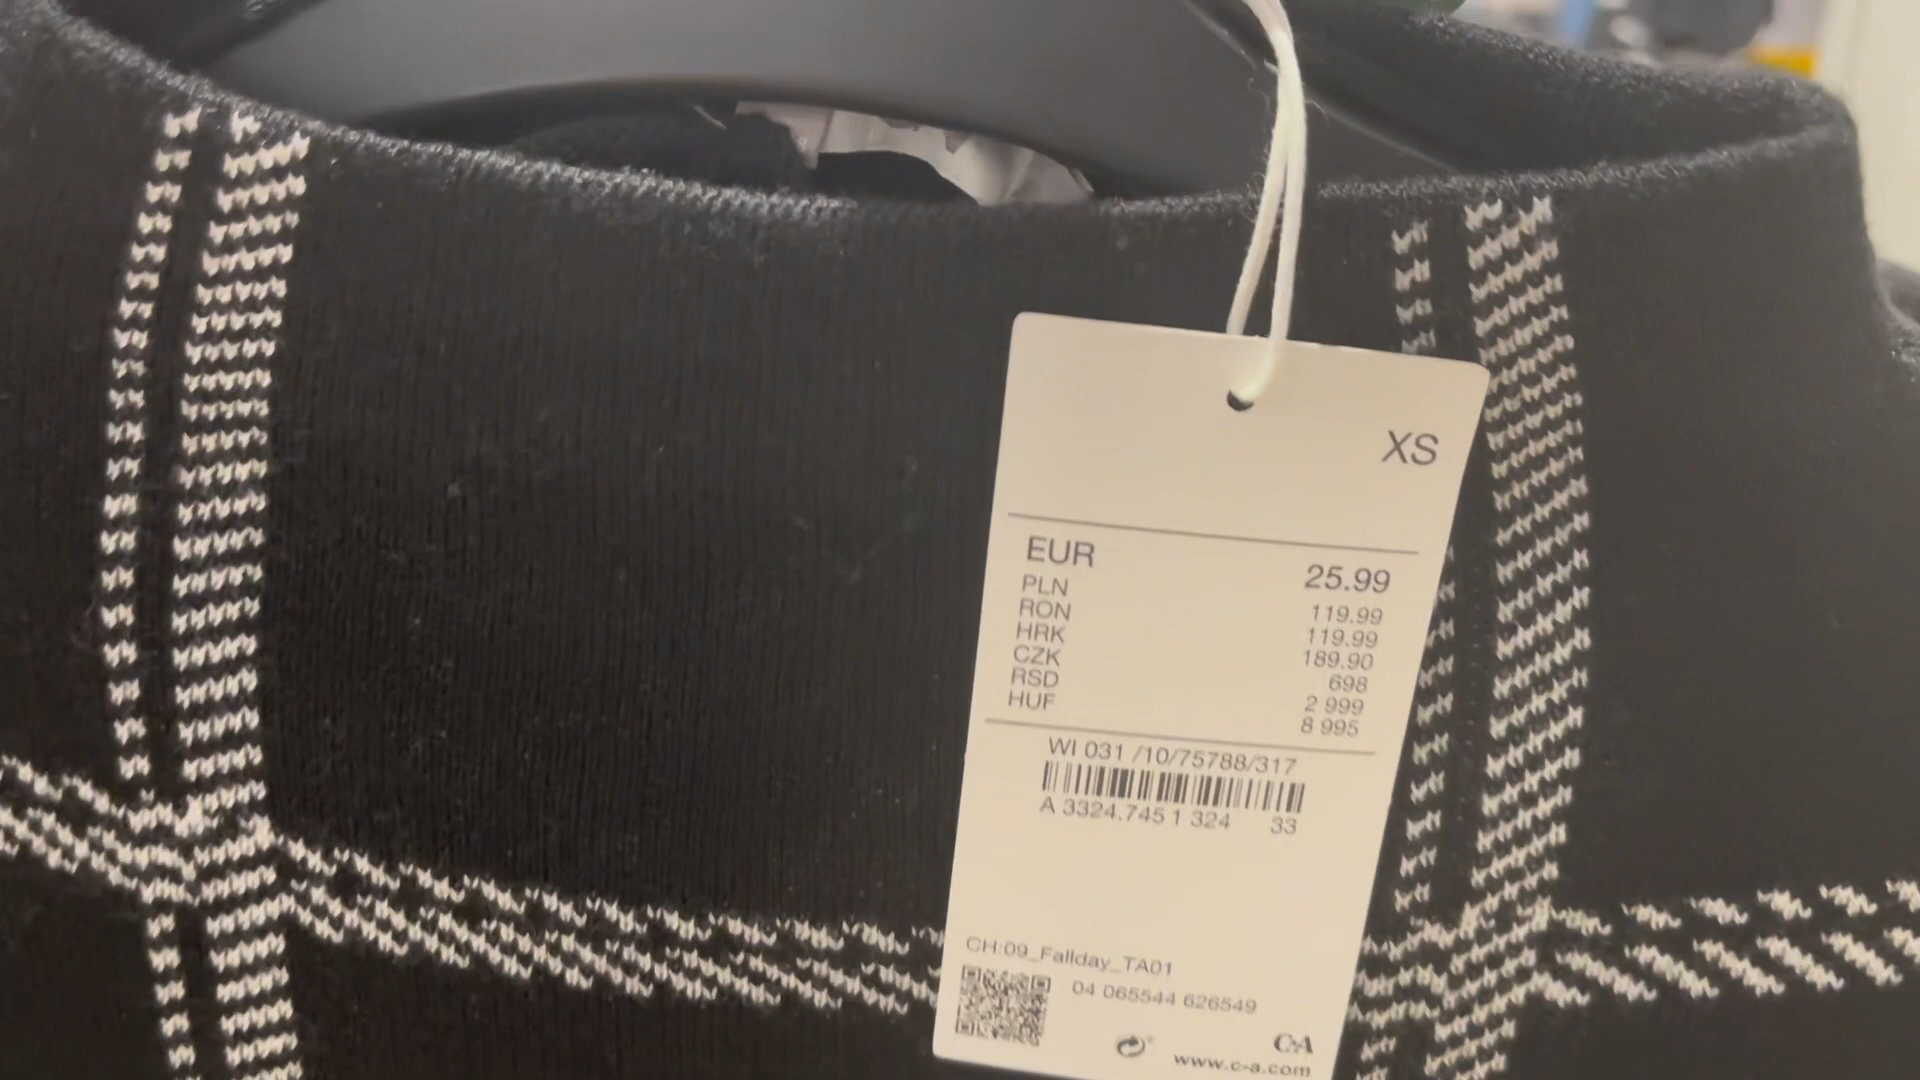 XS
EUR 25.99
PLN 119.99
RON 119.99
HRK 189.90
CZK 698
RSD 2 999
HUF 8 995
WI 031 /10/75788/317
A 3324.745 1 324 33
CH:09_Fallday_TA01
04 065544 626549
C&A
www.c-a.com